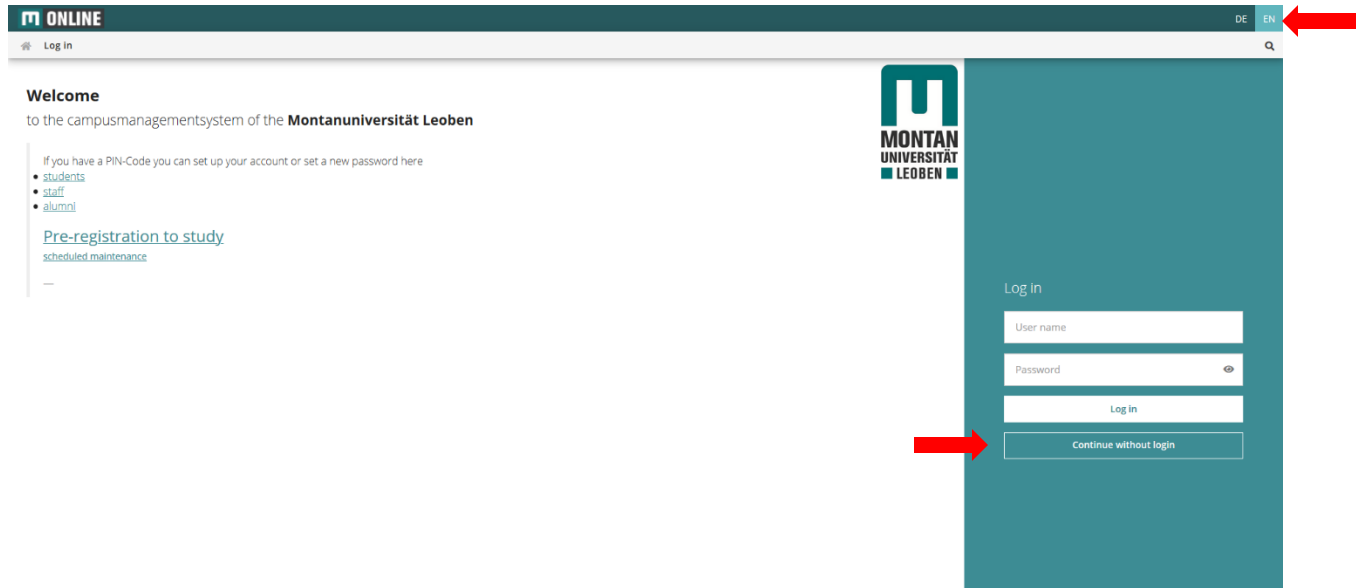 m ONLINE
DE EN
Log in
Welcome
to the campusmanagementsystem of the Montanuniversität Leoben
MONTAN
UNIVERSITÄT
LEOBEN
If you have a PIN-Code you can set up your account or set a new password here
students
staff
alumni
Pre-registration to study
scheduled maintenance
—
Log in
User name
Password
Log in
Continue without login